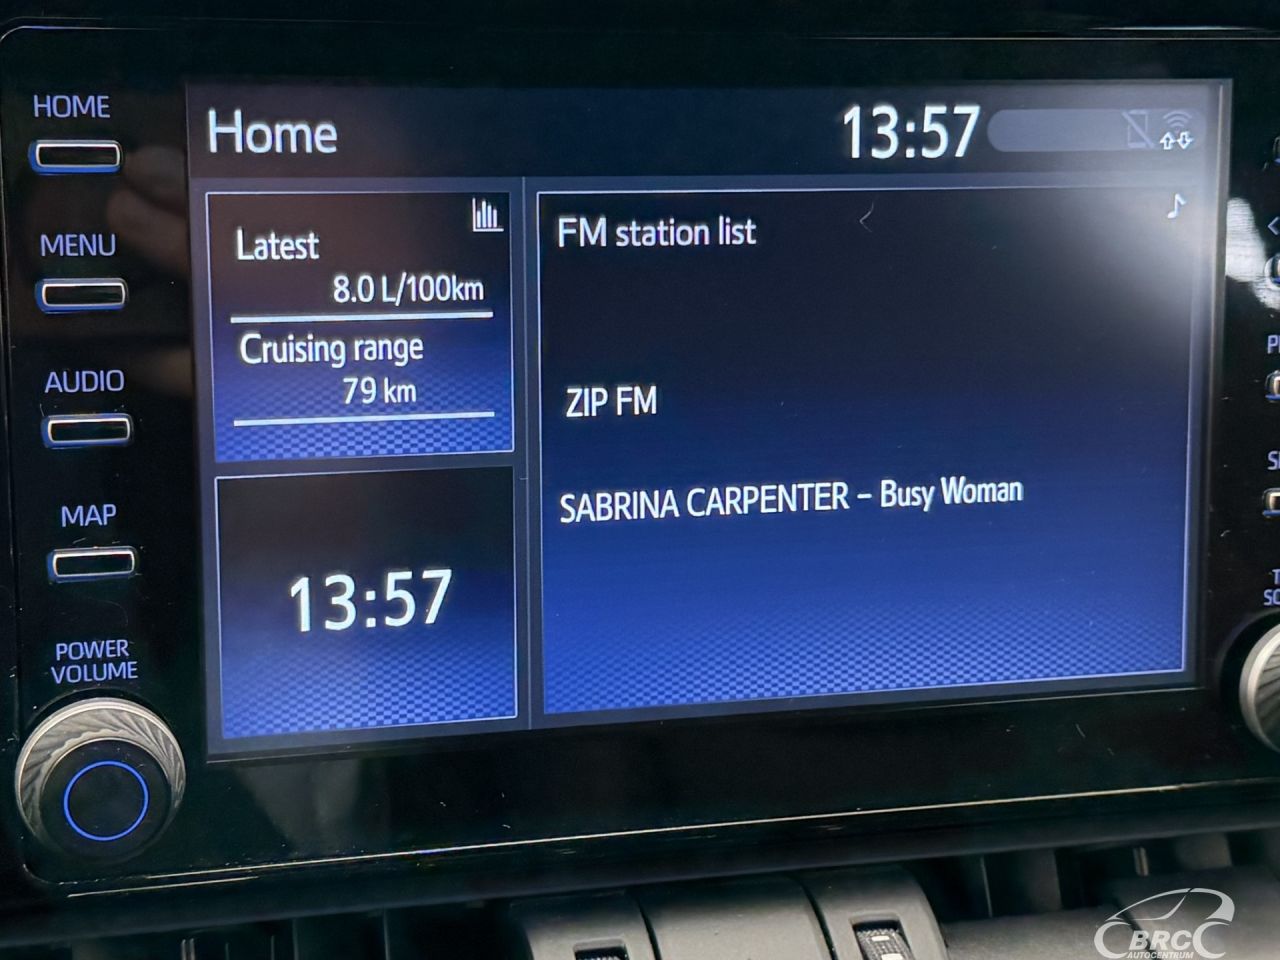 HOME
MENU
AUDIO
MAP
POWER
VOLUME
Home
13:57
Latest
8.0 L/100km
Cruising range
79 km
13:57
FM station list
ZIP FM
SABRINA CARPENTER – Busy Woman
BRC
AUTOCENTRUM